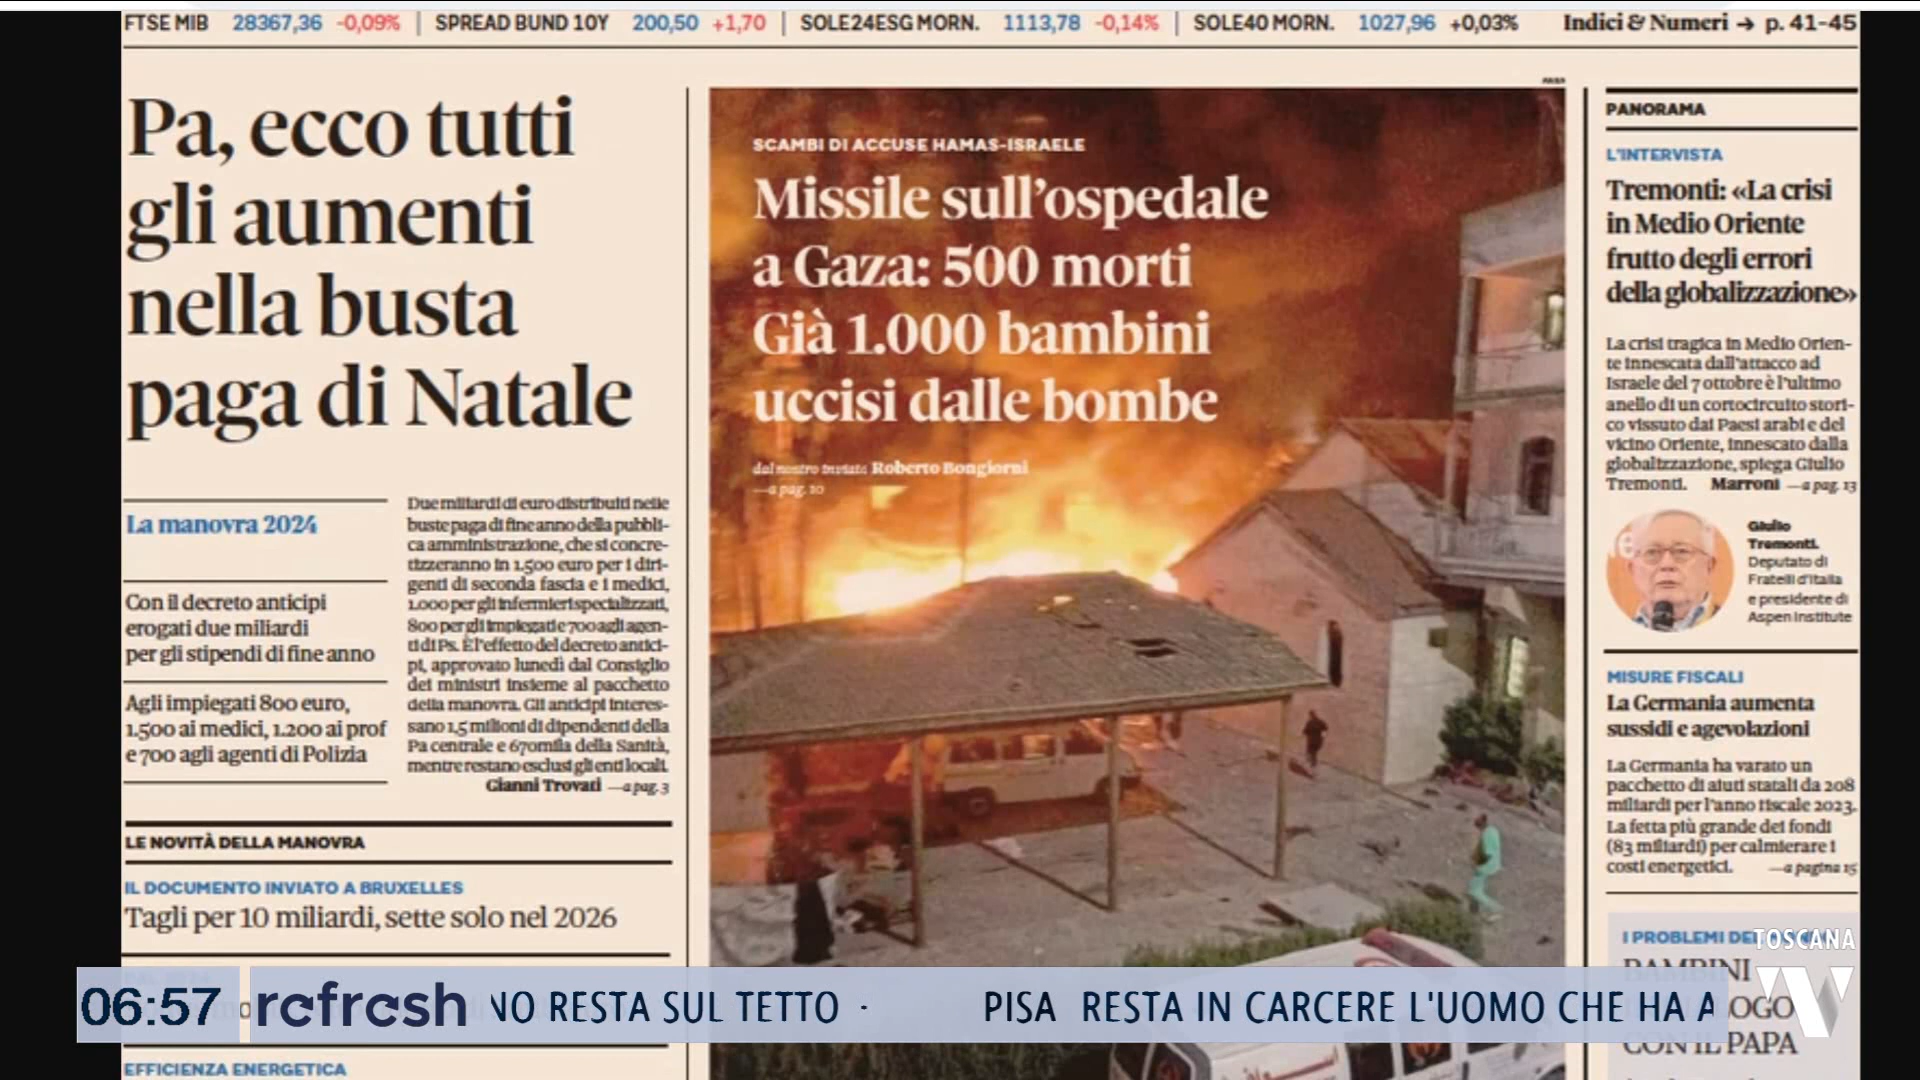 FTSE MIB 28367,36 -0,09% | SPREAD BUND 10Y 200,50 +1,70 | SOLE24ESG MORN. 1113,78 -0,14% | SOLE40 MORN. 1027,96 +0,03% Indici & Numeri → p. 41-45
Pa, ecco tutti
gli aumenti
nella busta
paga di Natale
La manovra 2024
Con il decreto anticipi
erogati due miliardi
per gli stipendi di fine anno
Agli impiegati 800 euro,
1.500 ai medici, 1.200 ai prof
e 700 agli agenti di Polizia
Due miliardi di euro distribuiti nelle
buste paga di fine anno della pubbli-
ca amministrazione, che si concre-
tizzeranno in 1.500 euro per i diri-
genti di seconda fascia e i medici,
1.000 per gli infermieri specializzati,
800 per gli impiegati e 700 agli agen-
ti di Ps. È l'effetto del decreto antici-
pi, approvato lunedì dal Consiglio
dei ministri insieme al pacchetto
della manovra. Gli anticipi interes-
sano 1,5 milioni di dipendenti della
Pa centrale e 670mila della Sanità,
mentre restano esclusi gli enti locali.
Gianni Trovati —a pag. 3
LE NOVITÀ DELLA MANOVRA
IL DOCUMENTO INVIATO A BRUXELLES
Tagli per 10 miliardi, sette solo nel 2026
EFFICIENZA ENERGETICA
SCAMBI DI ACCUSE HAMAS-ISRAELE
Missile sull'ospedale
a Gaza: 500 morti
Già 1.000 bambini
uccisi dalle bombe
dal nostro inviato Roberto Bongiorni
—a pag. 10
PANORAMA
L'INTERVISTA
Tremonti: «La crisi
in Medio Oriente
frutto degli errori
della globalizzazione»
La crisi tragica in Medio Orien-
te innescata dall'attacco ad
Israele del 7 ottobre è l'ultimo
anello di un cortocircuito stori-
co vissuto dai Paesi arabi e del
vicino Oriente, innescato dalla
globalizzazione, spiega Giulio
Tremonti. Marroni —a pag. 13
Giulio
Tremonti.
Deputato di
Fratelli d'Italia
e presidente di
Aspen Institute
MISURE FISCALI
La Germania aumenta
sussidi e agevolazioni
La Germania ha varato un
pacchetto di aiuti statali da 208
miliardi per l'anno fiscale 2023.
La fetta più grande dei fondi
(83 miliardi) per calmierare i
costi energetici. —a pagina 15
I PROBLEMI DE
BAMBINI
OGO
CON IL PAPA
TOSCANA
06:57 refresh NO RESTA SUL TETTO · PISA RESTA IN CARCERE L'UOMO CHE HA A